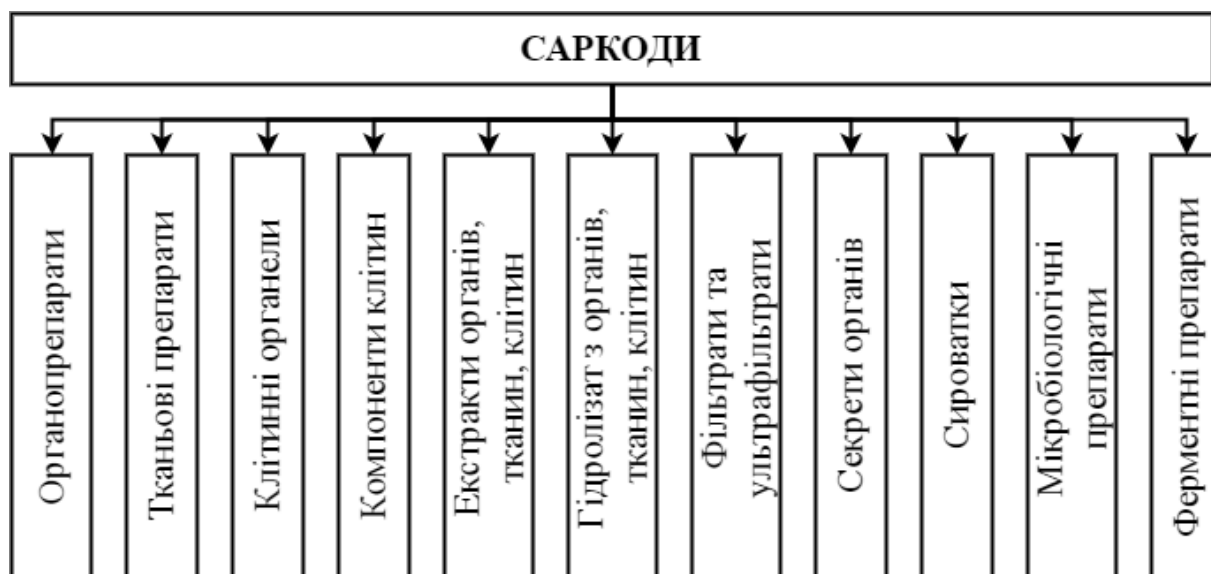 САРКОДИ
Органопрепарати
Тканьові препарати
Клітинні органели
Компоненти клітин
Екстракти органів,
тканин, клітин
Гідролізат з органів,
тканин, клітин
Фільтрати та
ультрафільтрати
Секрети органів
Сироватки
Мікробіологічні
препарати
Ферментні препарати